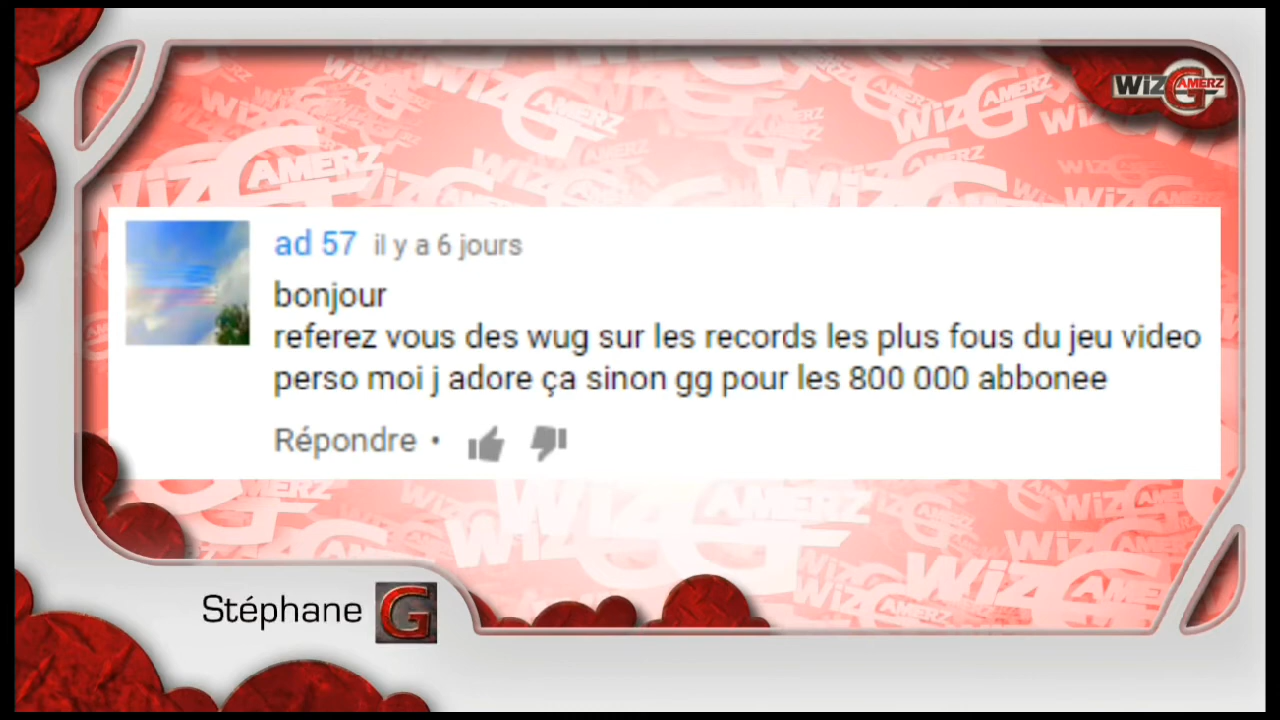 WIZGAMERZ
ad 57 il y a 6 jours
bonjour
referez vous des wug sur les records les plus fous du jeu video
perso moi j adore ça sinon gg pour les 800 000 abbonee
Répondre •
Stéphane G